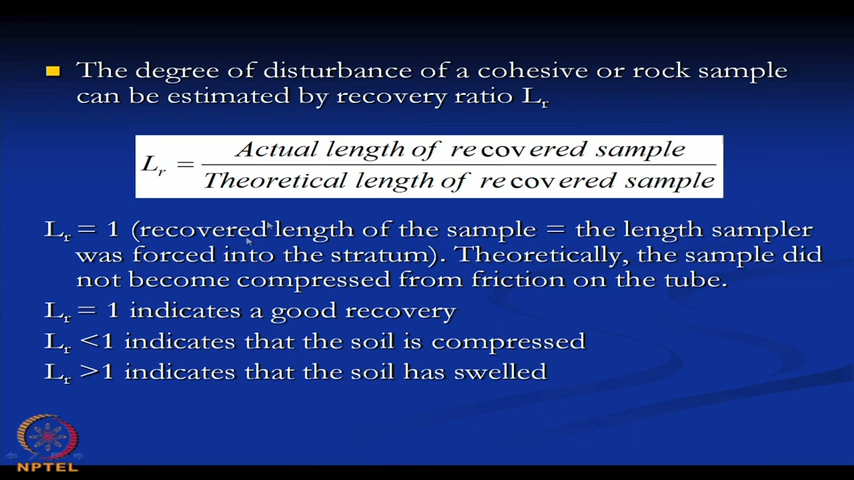 The degree of disturbance of a cohesive or rock sample
can be estimated by recovery ratio Lr
Lr = Actual length of recovered sample / Theoretical length of recovered sample
Lr = 1 (recovered length of the sample = the length sampler
was forced into the stratum). Theoretically, the sample did
not become compressed from friction on the tube.
Lr = 1 indicates a good recovery
Lr <1 indicates that the soil is compressed
Lr >1 indicates that the soil has swelled
NPTEL